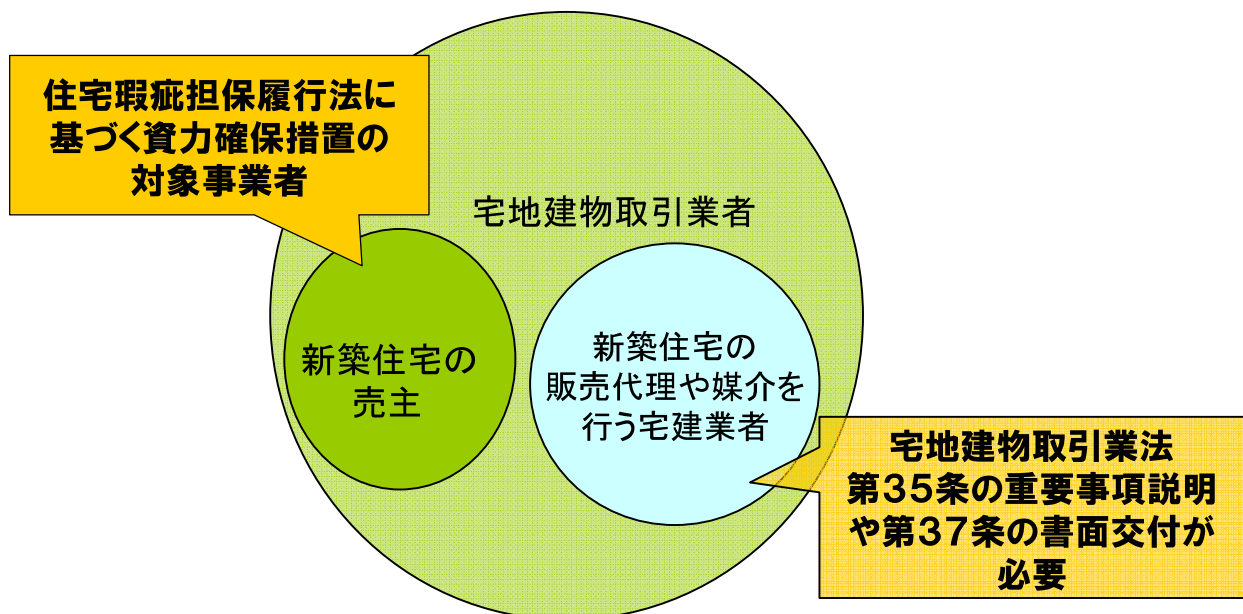 住宅瑕疵担保履行法に
基づく資力確保措置の
対象事業者
宅地建物取引業者
新築住宅の
売主
新築住宅の
販売代理や媒介を
行う宅建業者
宅地建物取引業法
第35条の重要事項説明
や第37条の書面交付が
必要